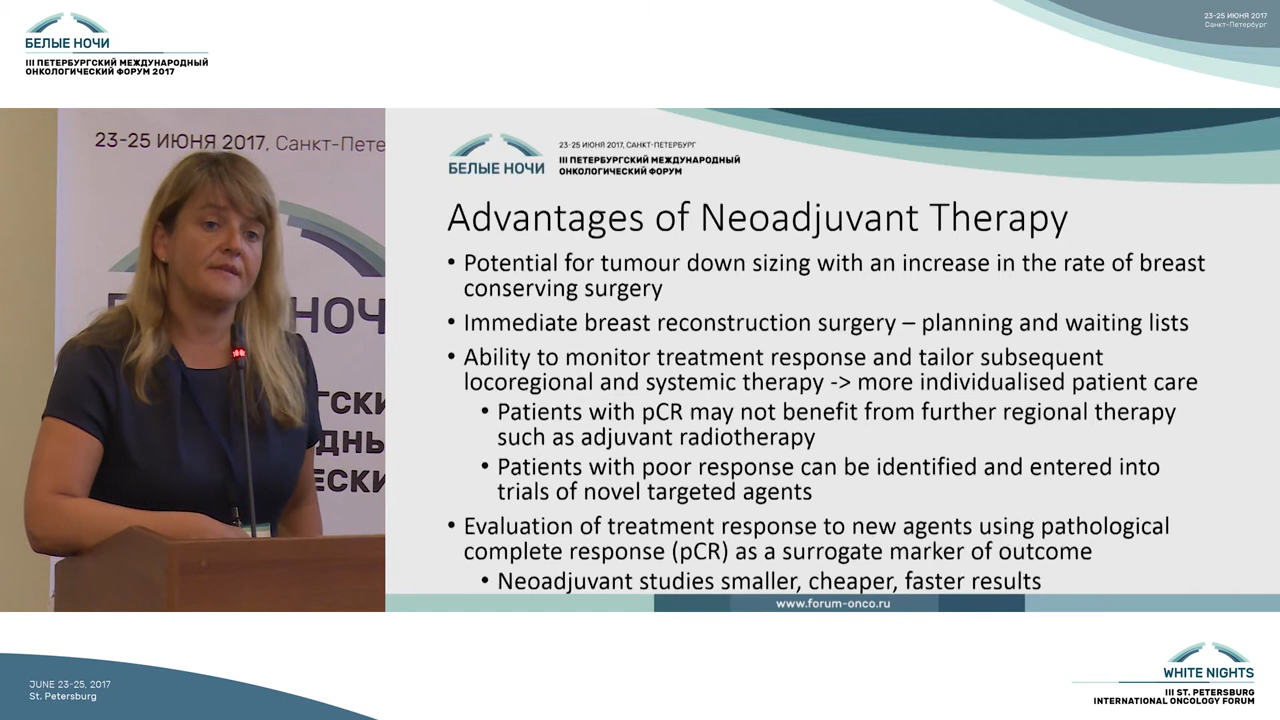 БЕЛЫЕ НОЧИ
III ПЕТЕРБУРГСКИЙ МЕЖДУНАРОДНЫЙ
ОНКОЛОГИЧЕСКИЙ ФОРУМ 2017
23-25 ИЮНЯ 2017
Санкт-Петербург
23-25 ИЮНЯ 2017, Санкт-Пете
НОЧ
ГСКИ
ДНЫ
ЕСКИ
23-25 ИЮНЯ 2017, САНКТ-ПЕТЕРБУРГ
БЕЛЫЕ НОЧИ
III ПЕТЕРБУРГСКИЙ МЕЖДУНАРОДНЫЙ
ОНКОЛОГИЧЕСКИЙ ФОРУМ
Advantages of Neoadjuvant Therapy
• Potential for tumour down sizing with an increase in the rate of breast
conserving surgery
• Immediate breast reconstruction surgery – planning and waiting lists
• Ability to monitor treatment response and tailor subsequent
locoregional and systemic therapy -> more individualised patient care
• Patients with pCR may not benefit from further regional therapy
such as adjuvant radiotherapy
• Patients with poor response can be identified and entered into
trials of novel targeted agents
• Evaluation of treatment response to new agents using pathological
complete response (pCR) as a surrogate marker of outcome
• Neoadjuvant studies smaller, cheaper, faster results
www.forum-onco.ru
JUNE 23-25, 2017
St. Petersburg
WHITE NIGHTS
III ST. PETERSBURG
INTERNATIONAL ONCOLOGY FORUM